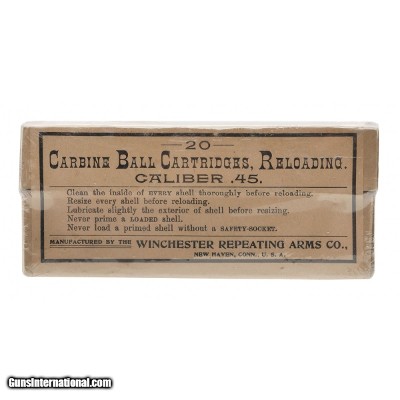 20
CARBINE BALL CARTRIDGES, RELOADING.
CALIBER .45.
Clean the inside of EVERY shell thoroughly before reloading.
Resize every shell before reloading.
Lubricate slightly the exterior of shell before resizing.
Never prime a LOADED shell.
Never load a primed shell without a SAFETY-SOCKET.
MANUFACTURED BY THE WINCHESTER REPEATING ARMS CO.,
NEW HAVEN, CONN., U. S. A.
GunsInternational.com